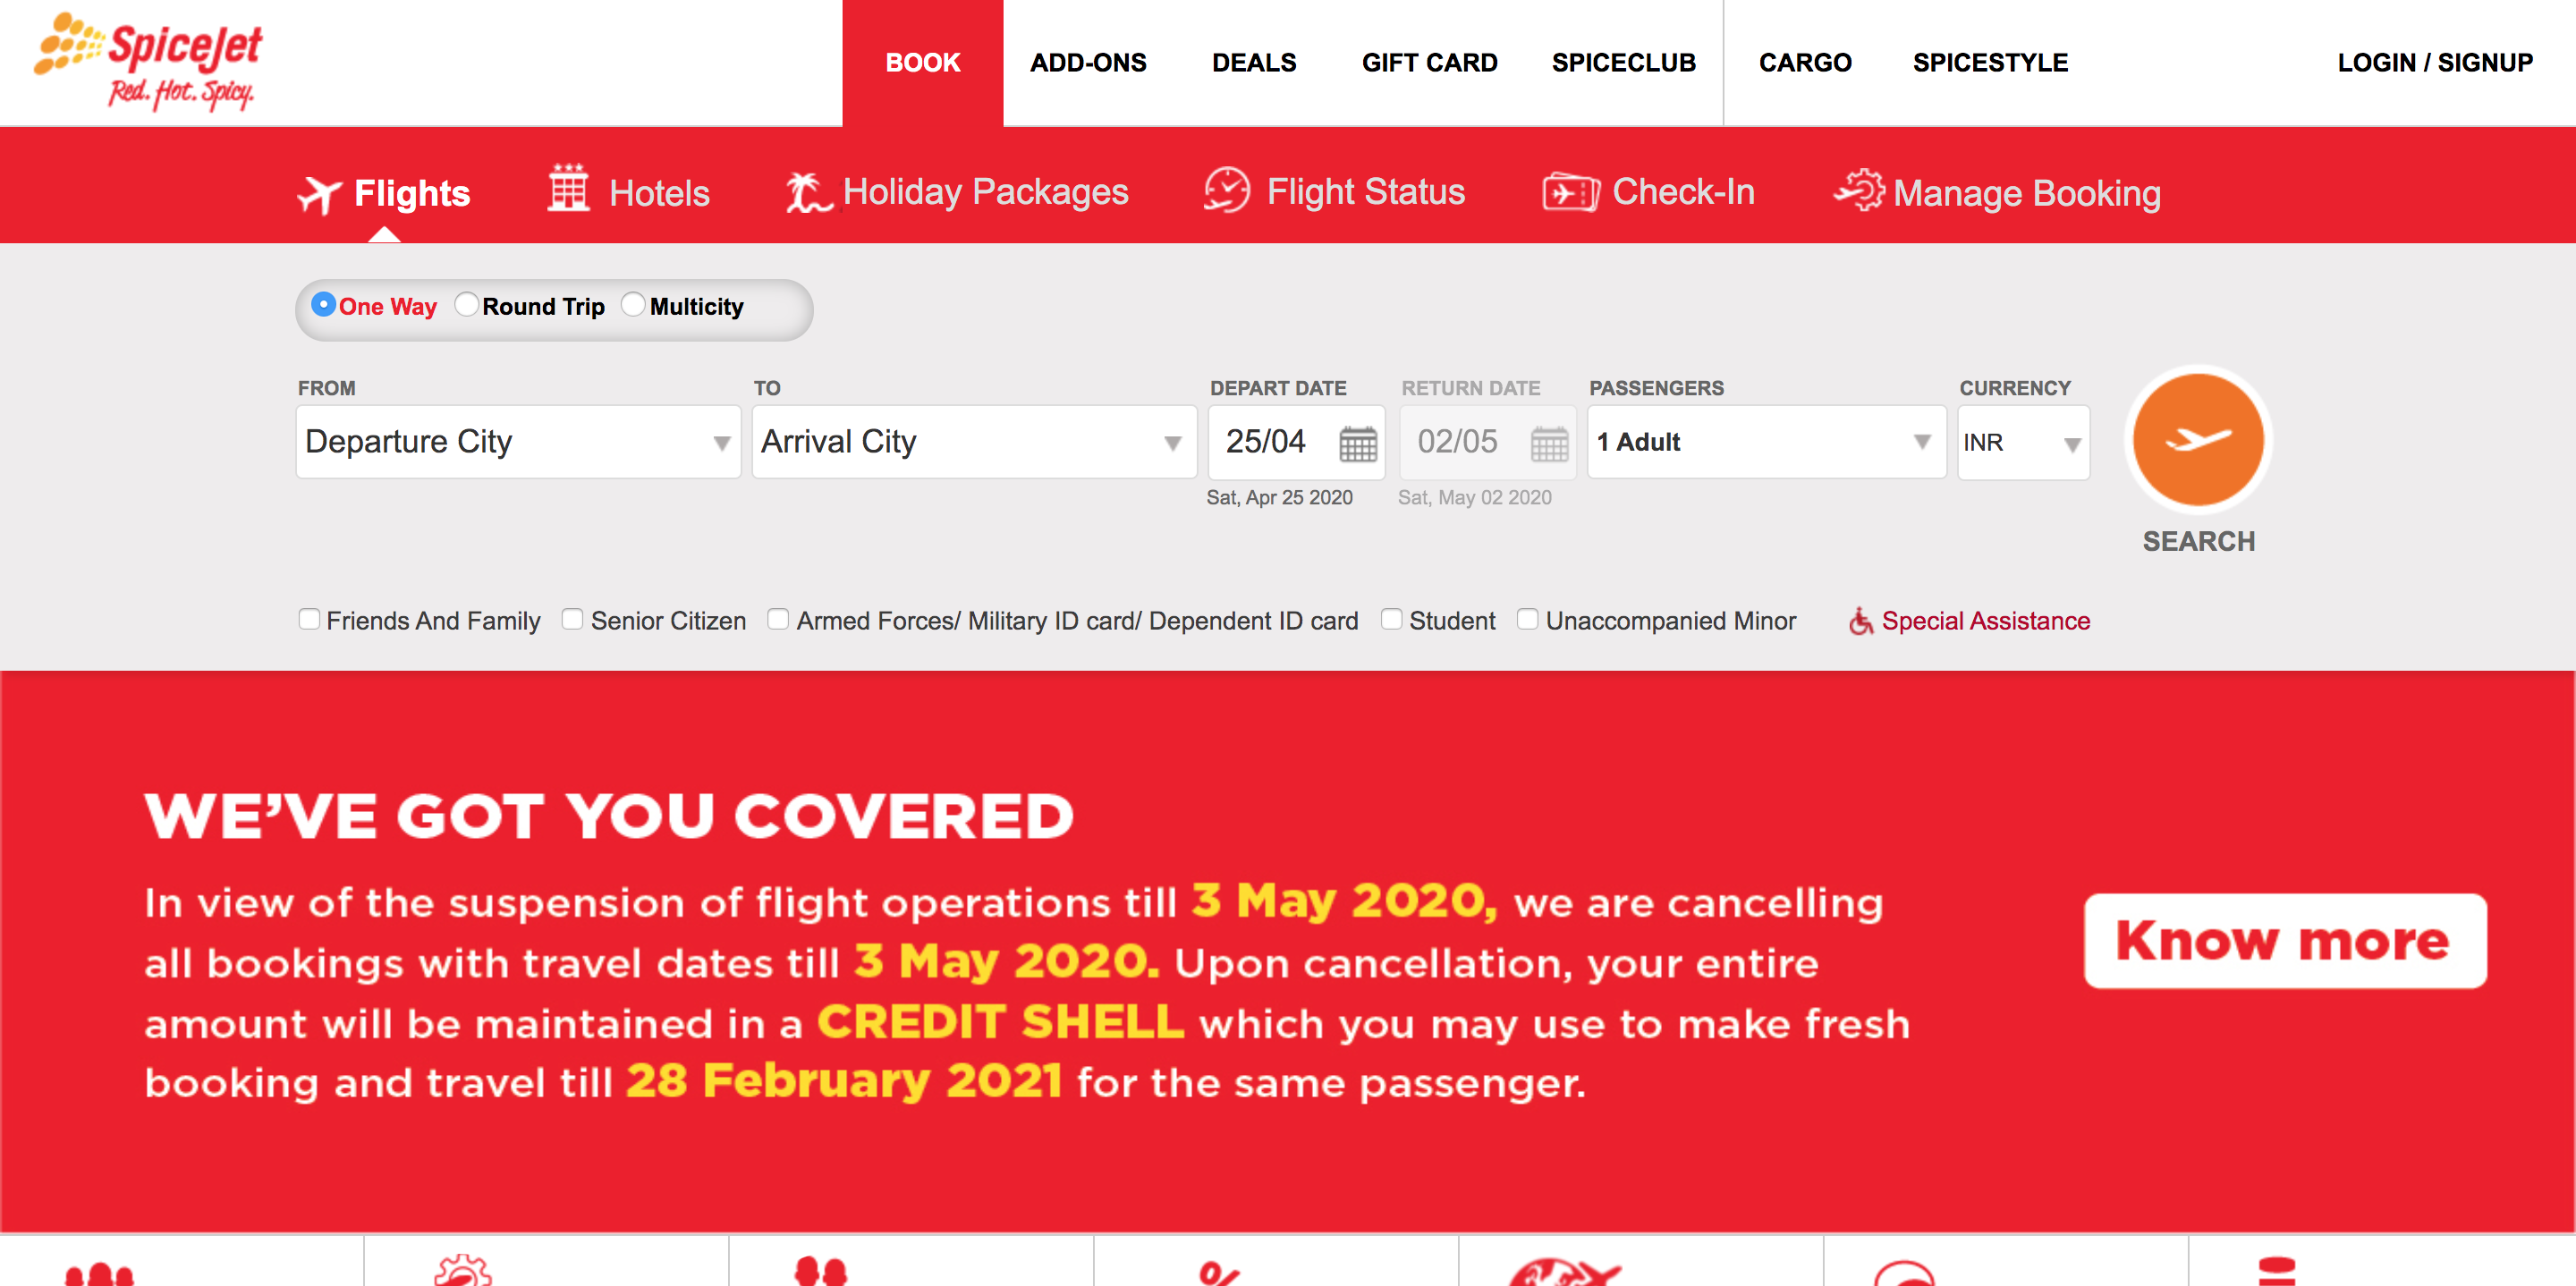 SpiceJet
Red. Hot. Spicy.
BOOK ADD-ONS DEALS GIFT CARD SPICECLUB CARGO SPICESTYLE LOGIN / SIGNUP
Flights Hotels Holiday Packages Flight Status Check-In Manage Booking
One Way Round Trip Multicity
FROM TO DEPART DATE RETURN DATE PASSENGERS CURRENCY
Departure City Arrival City 25/04 02/05 1 Adult INR
Sat, Apr 25 2020 Sat, May 02 2020
SEARCH
Friends And Family Senior Citizen Armed Forces/ Military ID card/ Dependent ID card Student Unaccompanied Minor Special Assistance
WE'VE GOT YOU COVERED
In view of the suspension of flight operations till 3 May 2020, we are cancelling
all bookings with travel dates till 3 May 2020. Upon cancellation, your entire
amount will be maintained in a CREDIT SHELL which you may use to make fresh
booking and travel till 28 February 2021 for the same passenger.
Know more